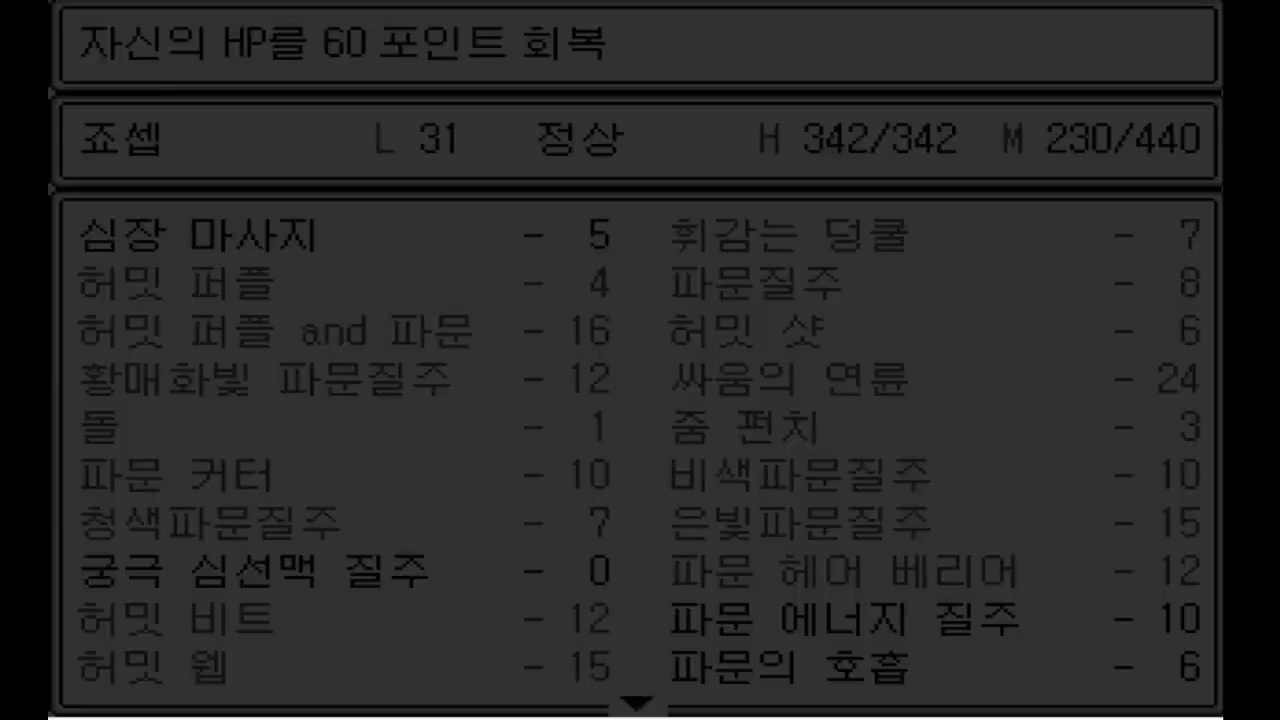 자신의 HP를 60 포인트 회복
죠셉 L 31 정상 H 342/342 M 230/440
심장 마사지 - 5 휘감는 덩쿨 - 7
허밋 퍼플 - 4 파문질주 - 8
허밋 퍼플 and 파문 - 16 허밋 샷 - 6
황매화빛 파문질주 - 12 싸움의 연륜 - 24
돌 - 1 줌 펀치 - 3
파문 커터 - 10 비색파문질주 - 10
청색파문질주 - 7 은빛파문질주 - 15
궁극 심선맥 질주 - 0 파문 헤어 베리어 - 12
허밋 비트 - 12 파문 에너지 질주 - 10
허밋 웹 - 15 파문의 호흡 - 6